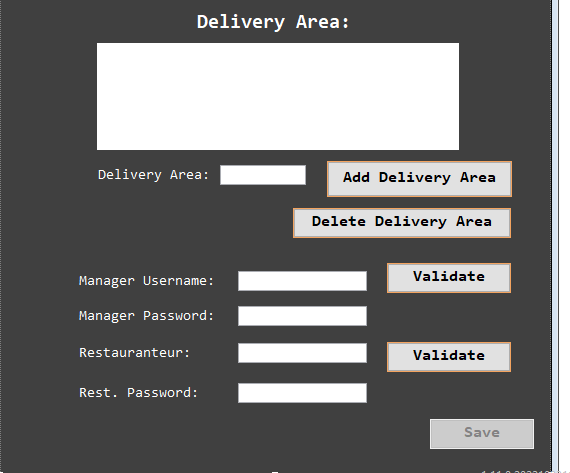 Delivery Area:
Delivery Area:
Add Delivery Area
Delete Delivery Area
Manager Username:
Validate
Manager Password:
Restauranteur:
Validate
Rest. Password:
Save